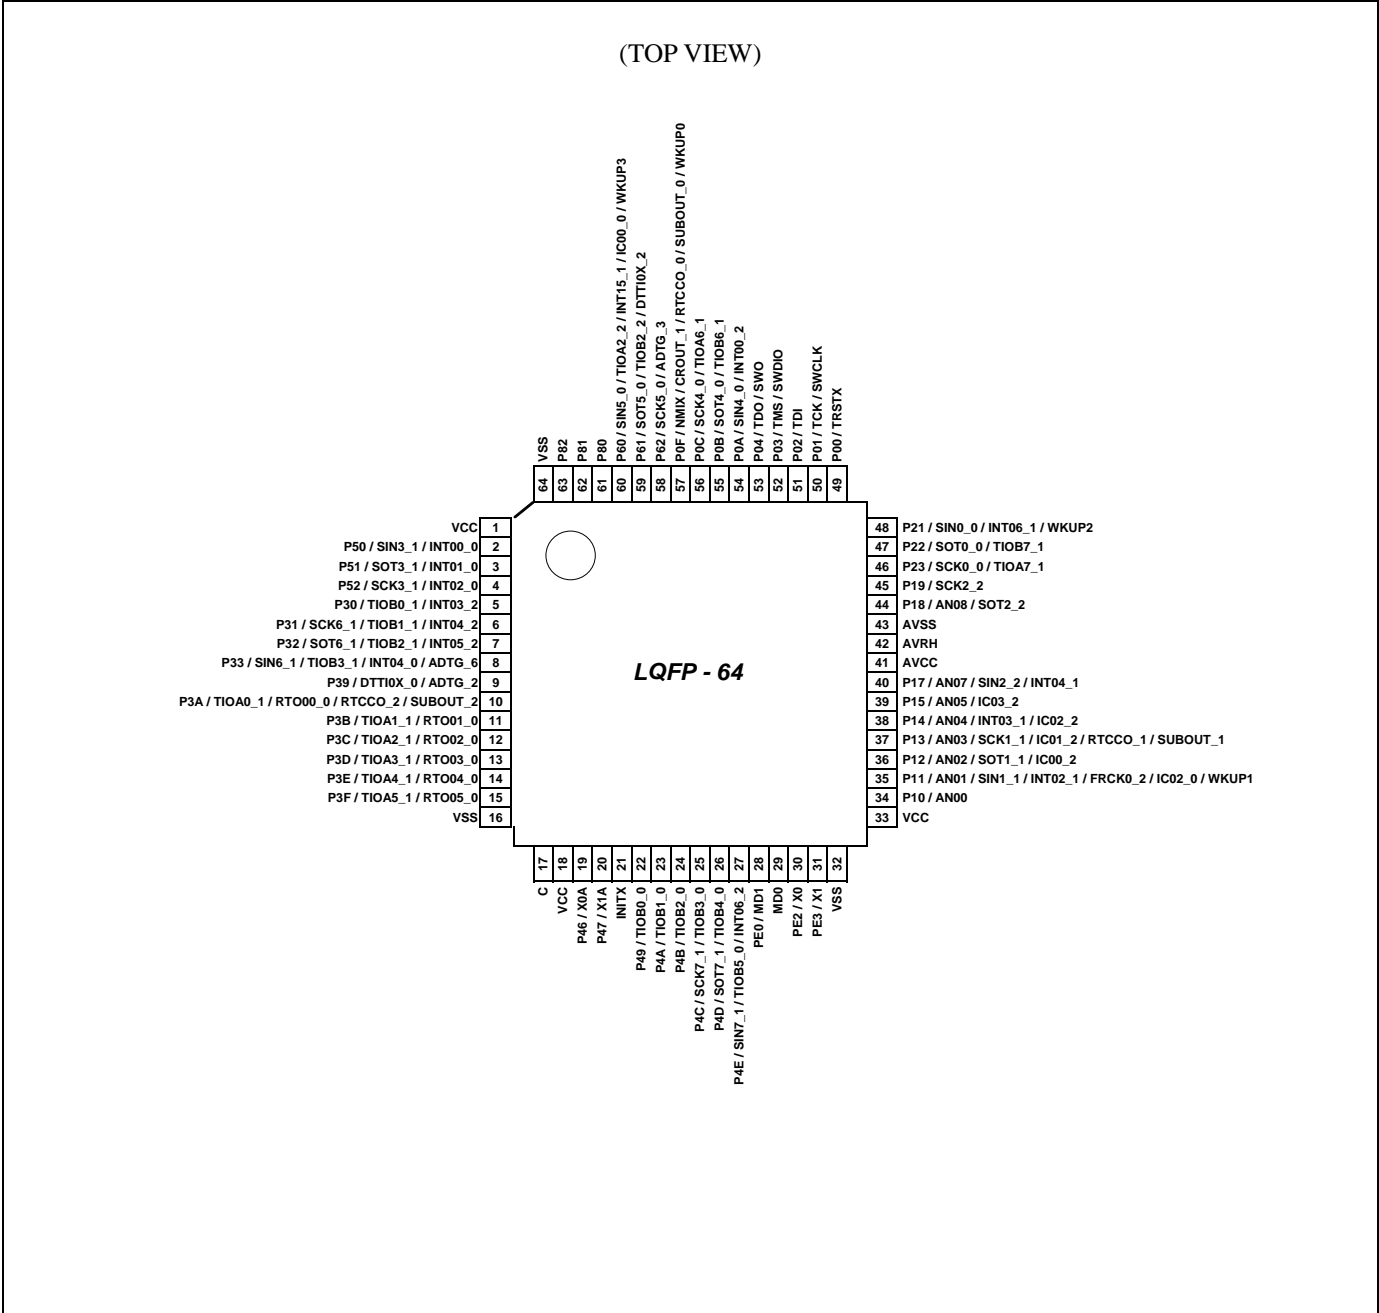 (TOP VIEW)
VSS
P82
P81
P80
P60 / SIN5_0 / TIOA2_2 / INT15_1 / IC00_0 / WKUP3
P61 / SOT5_0 / TIOB2_2 / DTTI0X_2
P62 / SCK5_0 / ADTG_3
P0F / NMIX / CROUT_1 / RTCCO_0 / SUBOUT_0 / WKUP0
P0C / SCK4_0 / TIOA6_1
P0B / SOT4_0 / TIOB6_1
P0A / SIN4_0 / INT00_2
P04 / TDO / SWO
P03 / TMS / SWDIO
P02 / TDI
P01 / TCK / SWCLK
P00 / TRSTX
64 63 62 61 60 59 58 57 56 55 54 53 52 51 50 49
VCC 1
P50 / SIN3_1 / INT00_0 2
P51 / SOT3_1 / INT01_0 3
P52 / SCK3_1 / INT02_0 4
P30 / TIOB0_1 / INT03_2 5
P31 / SCK6_1 / TIOB1_1 / INT04_2 6
P32 / SOT6_1 / TIOB2_1 / INT05_2 7
P33 / SIN6_1 / TIOB3_1 / INT04_0 / ADTG_6 8
P39 / DTTI0X_0 / ADTG_2 9
P3A / TIOA0_1 / RTO00_0 / RTCCO_2 / SUBOUT_2 10
P3B / TIOA1_1 / RTO01_0 11
P3C / TIOA2_1 / RTO02_0 12
P3D / TIOA3_1 / RTO03_0 13
P3E / TIOA4_1 / RTO04_0 14
P3F / TIOA5_1 / RTO05_0 15
VSS 16
LQFP - 64
48 P21 / SIN0_0 / INT06_1 / WKUP2
47 P22 / SOT0_0 / TIOB7_1
46 P23 / SCK0_0 / TIOA7_1
45 P19 / SCK2_2
44 P18 / AN08 / SOT2_2
43 AVSS
42 AVRH
41 AVCC
40 P17 / AN07 / SIN2_2 / INT04_1
39 P15 / AN05 / IC03_2
38 P14 / AN04 / INT03_1 / IC02_2
37 P13 / AN03 / SCK1_1 / IC01_2 / RTCCO_1 / SUBOUT_1
36 P12 / AN02 / SOT1_1 / IC00_2
35 P11 / AN01 / SIN1_1 / INT02_1 / FRCK0_2 / IC02_0 / WKUP1
34 P10 / AN00
33 VCC
17 18 19 20 21 22 23 24 25 26 27 28 29 30 31 32
C
VCC
P46 / X0A
P47 / X1A
INITX
P49 / TIOB0_0
P4A / TIOB1_0
P4B / TIOB2_0
P4C / SCK7_1 / TIOB3_0
P4D / SOT7_1 / TIOB4_0
P4E / SIN7_1 / TIOB5_0 / INT06_2
PE0 / MD1
MD0
PE2 / X0
PE3 / X1
VSS